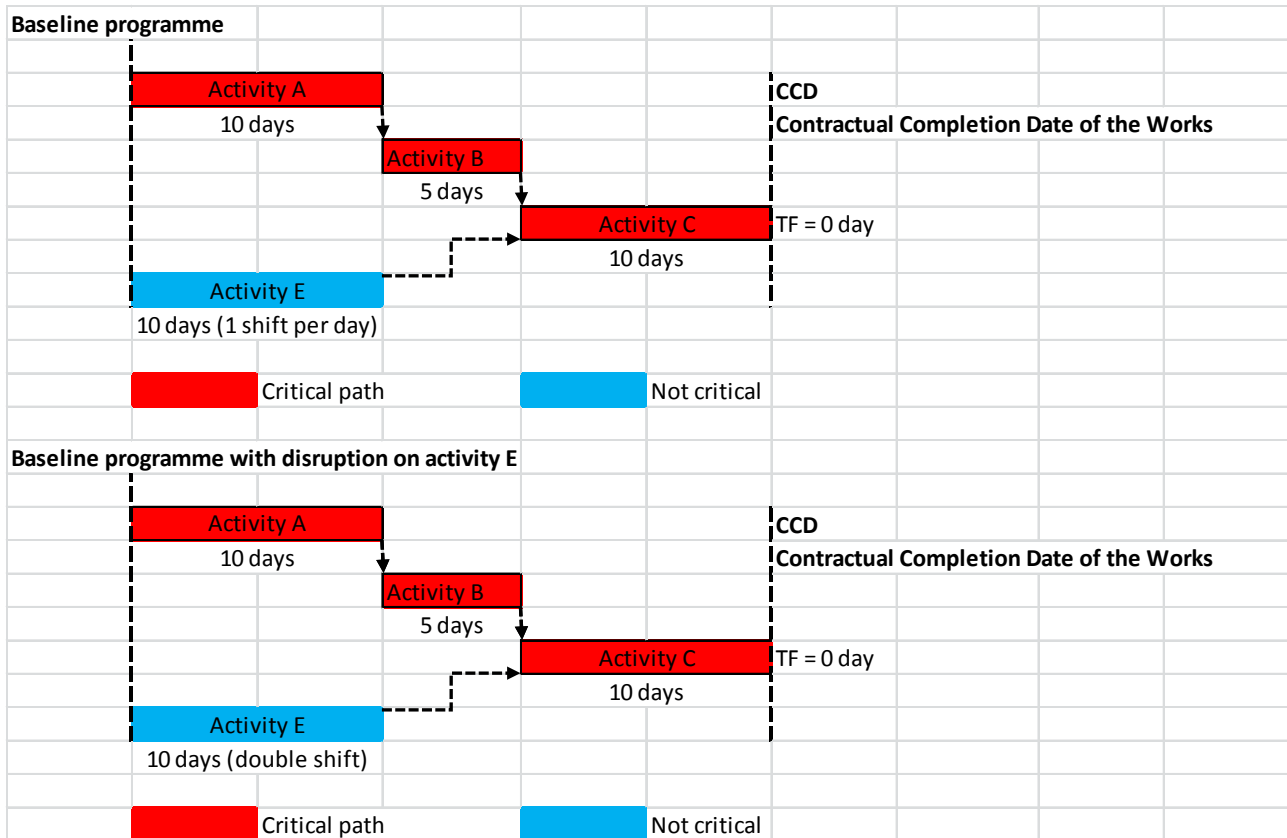 Baseline programme
Activity A
CCD
10 days
Contractual Completion Date of the Works
Activity B
5 days
Activity C
TF = 0 day
10 days
Activity E
10 days (1 shift per day)
Critical path
Not critical
Baseline programme with disruption on activity E
Activity A
CCD
10 days
Contractual Completion Date of the Works
Activity B
5 days
Activity C
TF = 0 day
10 days
Activity E
10 days (double shift)
Critical path
Not critical